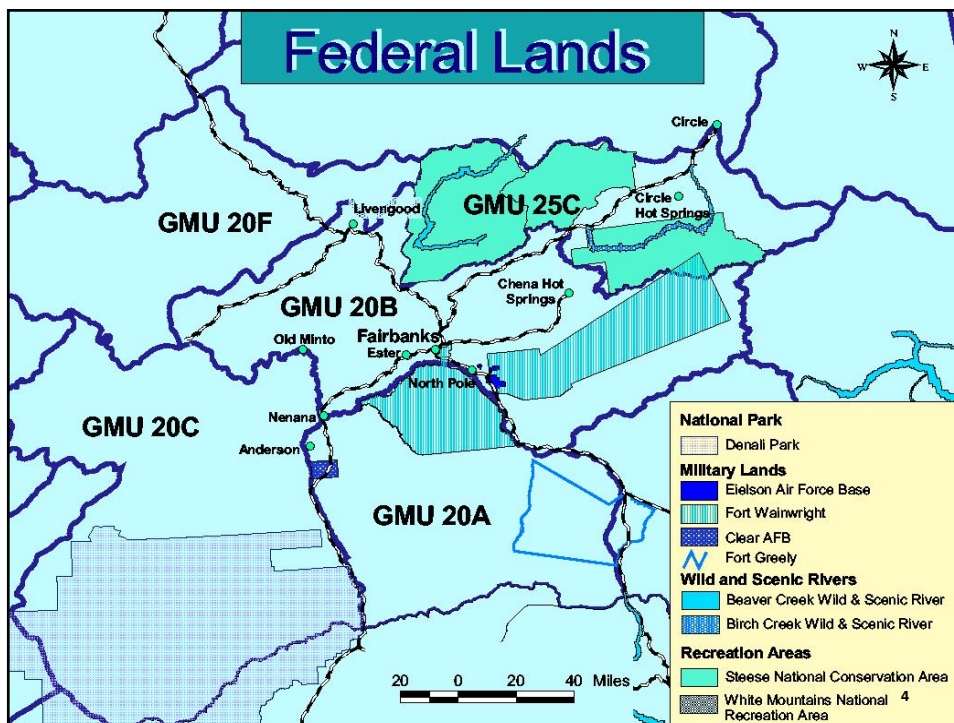 Federal Lands
N
W E
S
Circle
Livengood
GMU 25C
Circle
Hot Springs
GMU 20F
Chena Hot
Springs
GMU 20B
Old Minto
Fairbanks
Ester
North Pole
Nenana
GMU 20C
Anderson
GMU 20A
National Park
Denali Park
Military Lands
Eielson Air Force Base
Fort Wainwright
Clear AFB
Fort Greely
Wild and Scenic Rivers
Beaver Creek Wild & Scenic River
Birch Creek Wild & Scenic River
Recreation Areas
Steese National Conservation Area
White Mountains National
Recreation Area
4
20 0 20 40 Miles